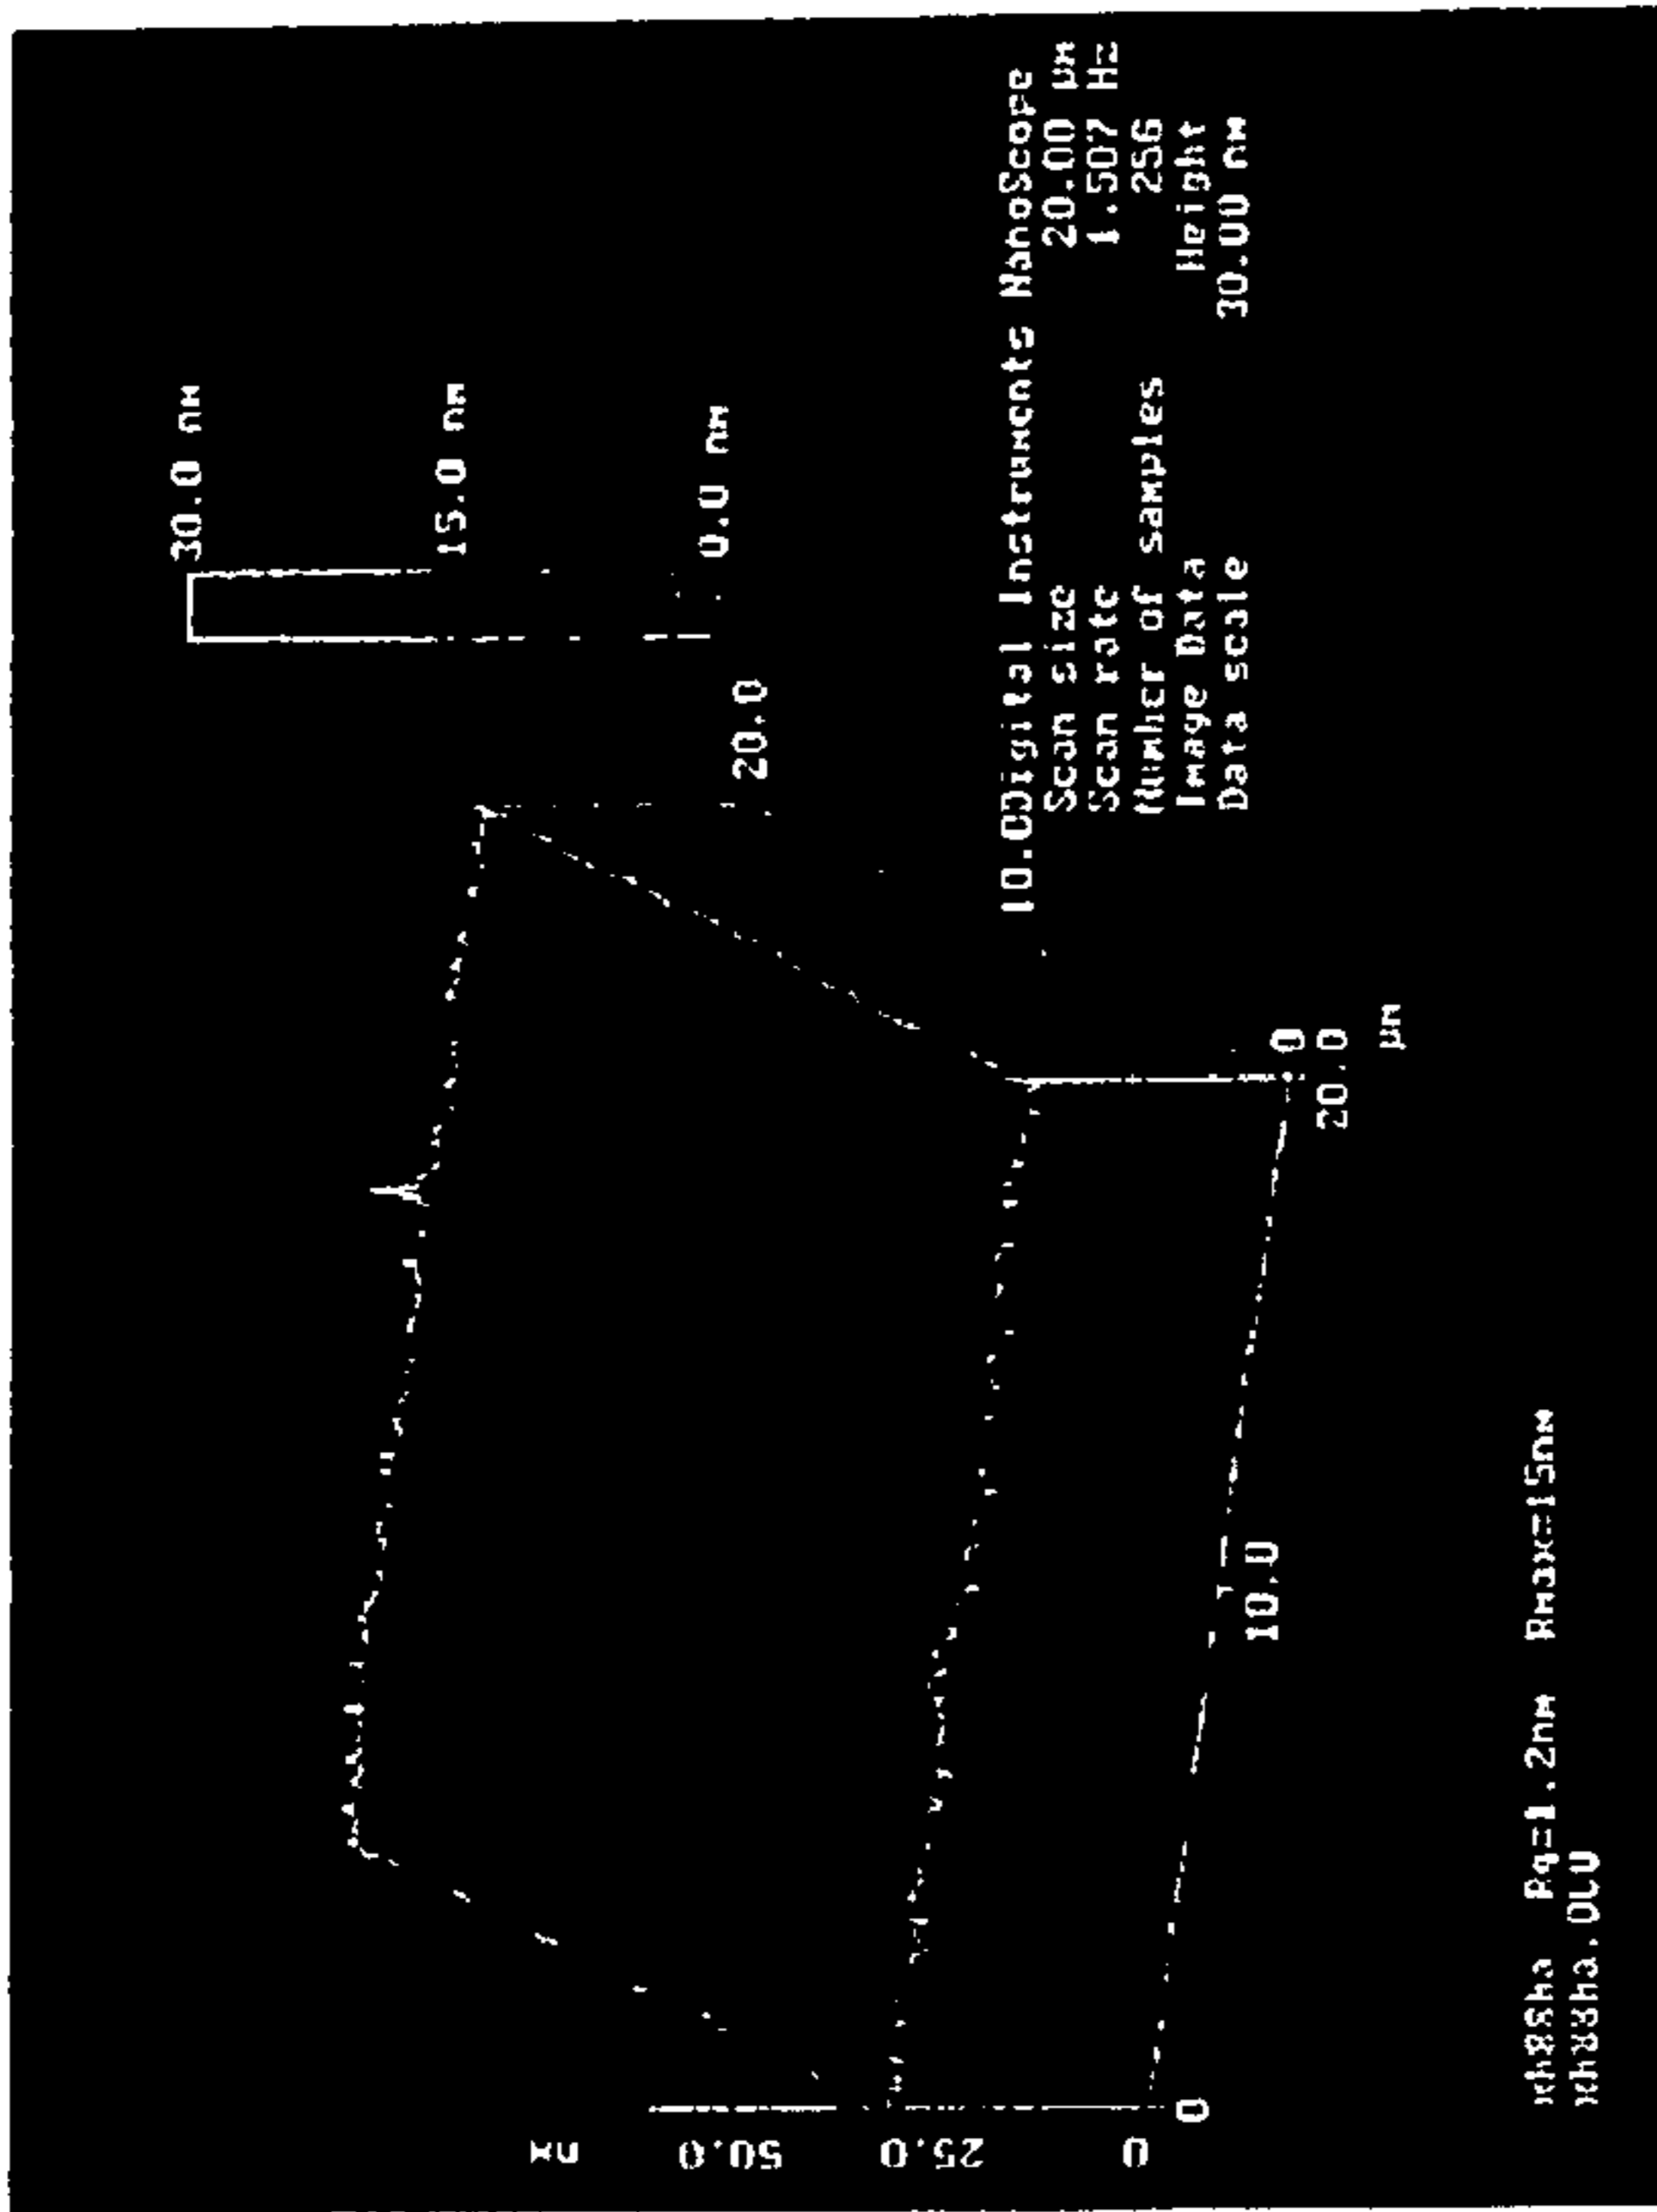 30.0 nm
15.0 nm
0.0 nm
20.0
10.0
Digital Instruments NanoScope
Scan size 20.00 µm
Scan rate 1.507 Hz
Number of samples 256
Image Data Height
Data scale 30.00 nm
nm
50.0
25.0
0
0
10.0
0
20.0
µm
Rq=1.2nm Rmax=15nm